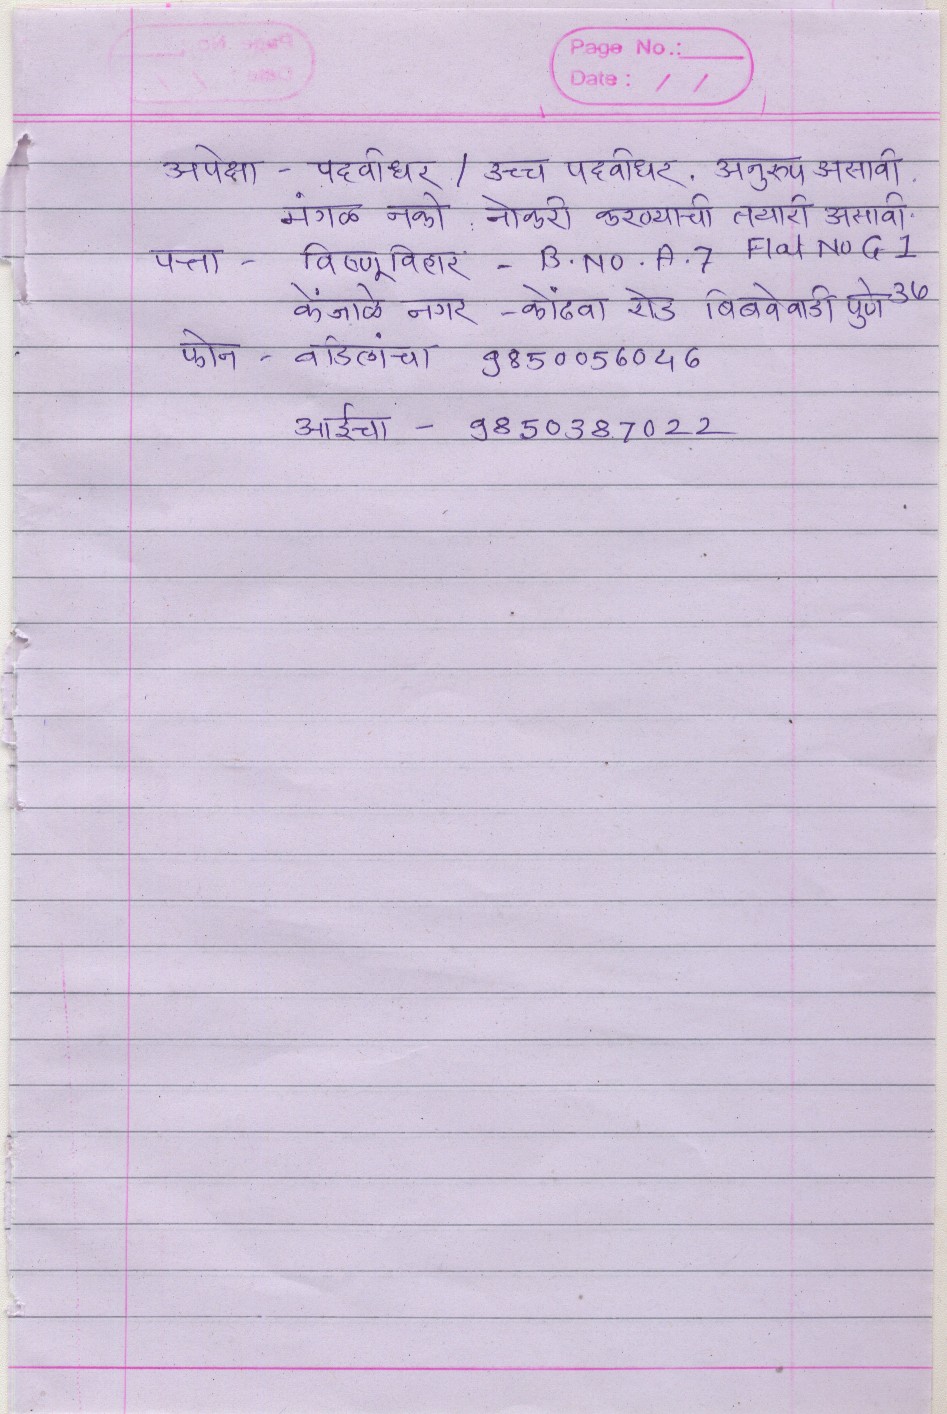 Page No.:
Date : / /
अपेक्षा - पदवीधर / उच्च पदवीधर. अनुरूप असावी.
मंगळ नको. नोकरी करण्याची तयारी असावी.
पत्ता - विष्णूविहार - B.NO.A.7 Flat No G 1
केंजाळे नगर - कोंढवा रोड बिबवेवाडी पुणे 36
फोन - वडिलांचा 9850056046
आईचा - 9850387022